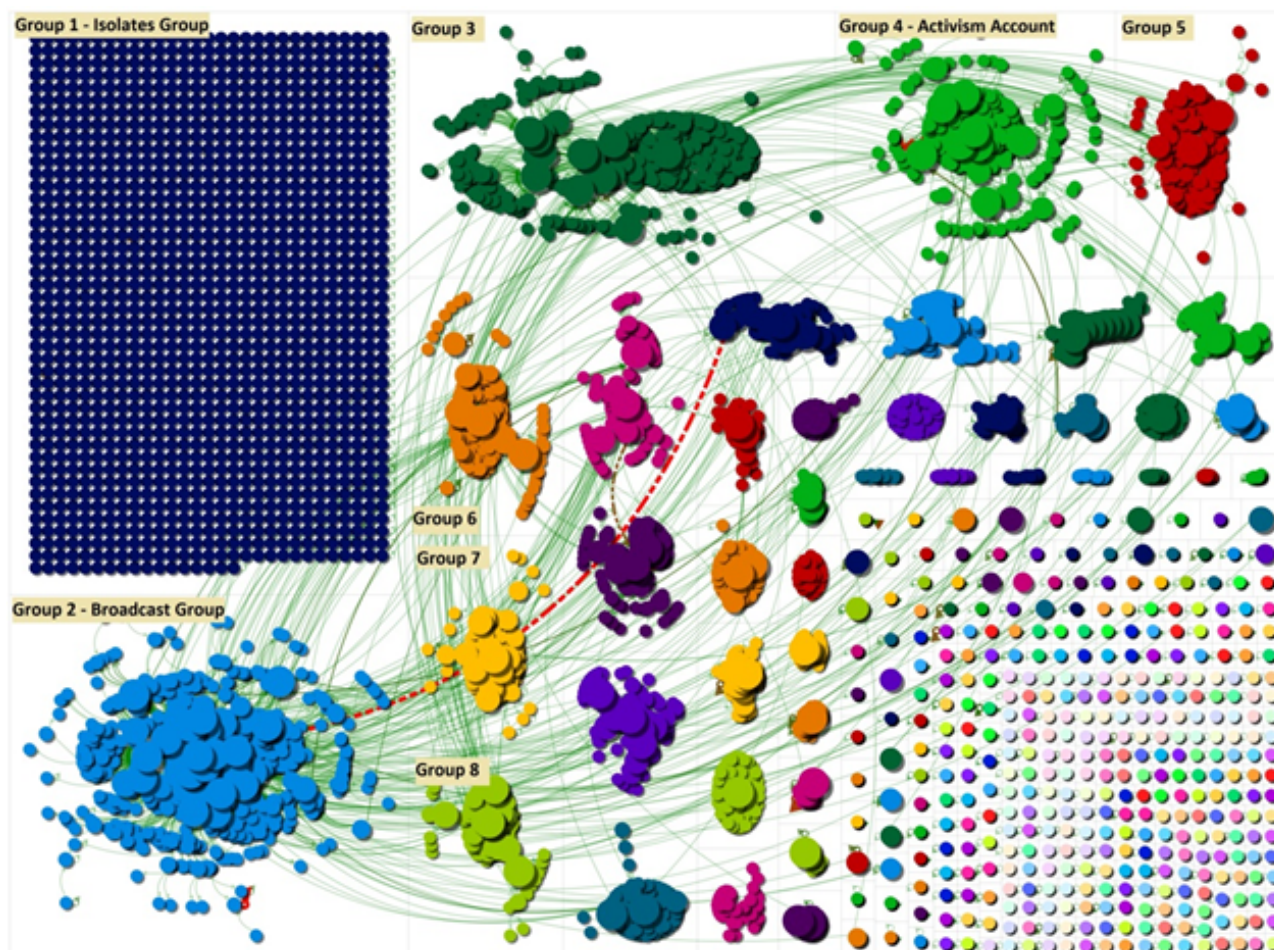 Group 1 - Isolates Group
Group 3
Group 4 - Activism Account
Group 5
Group 6
Group 7
Group 2 - Broadcast Group
Group 8